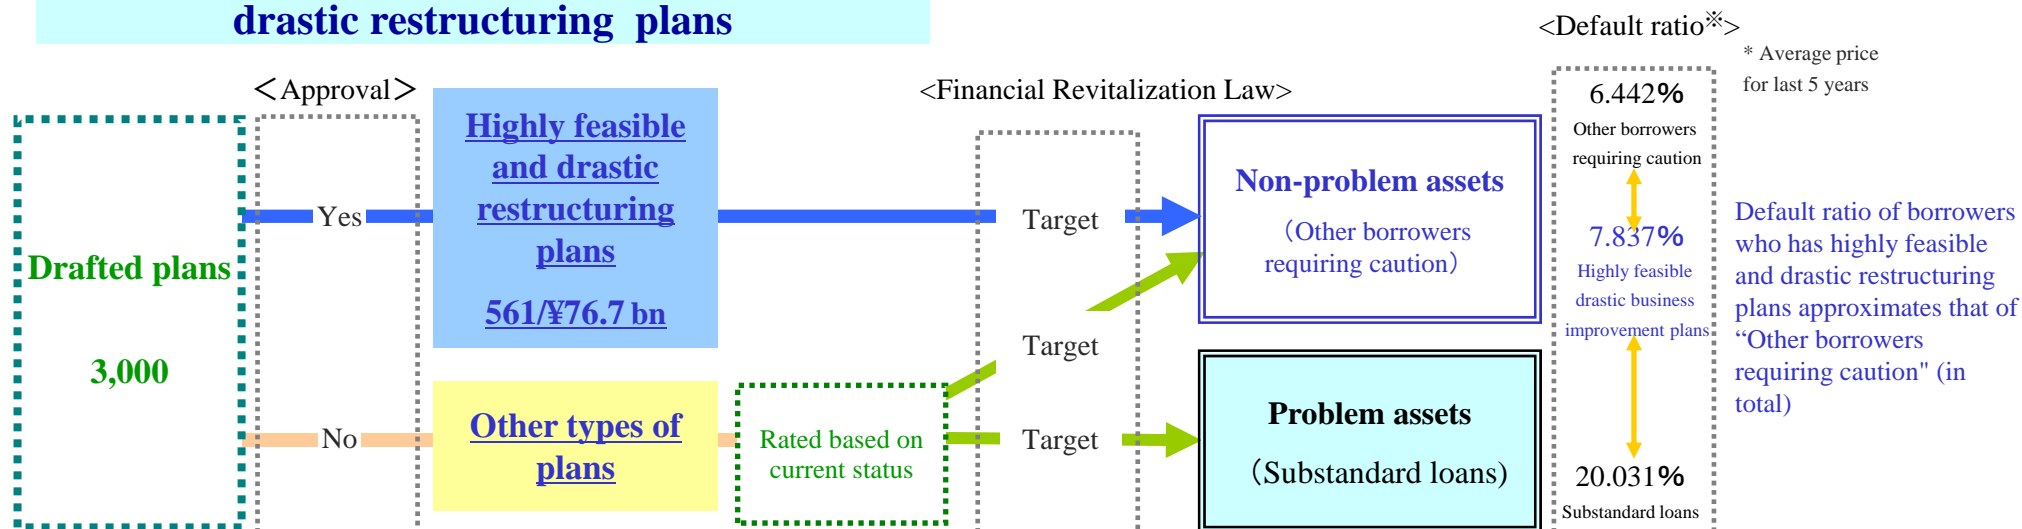 drastic restructuring plans
<Default ratio※>
* Average price
for last 5 years
<Approval>
<Financial Revitalization Law>
Drafted plans
3,000
Yes
No
Highly feasible
and drastic
restructuring
plans
561/¥76.7 bn
Other types of
plans
Rated based on
current status
Target
Target
Target
Non-problem assets
（Other borrowers
requiring caution）
Problem assets
（Substandard loans)
6.442%
Other borrowers
requiring caution
7.837%
Highly feasible
drastic business
improvement plans
20.031%
Substandard loans
Default ratio of borrowers
who has highly feasible
and drastic restructuring
plans approximates that of
“Other borrowers
requiring caution" (in
total)